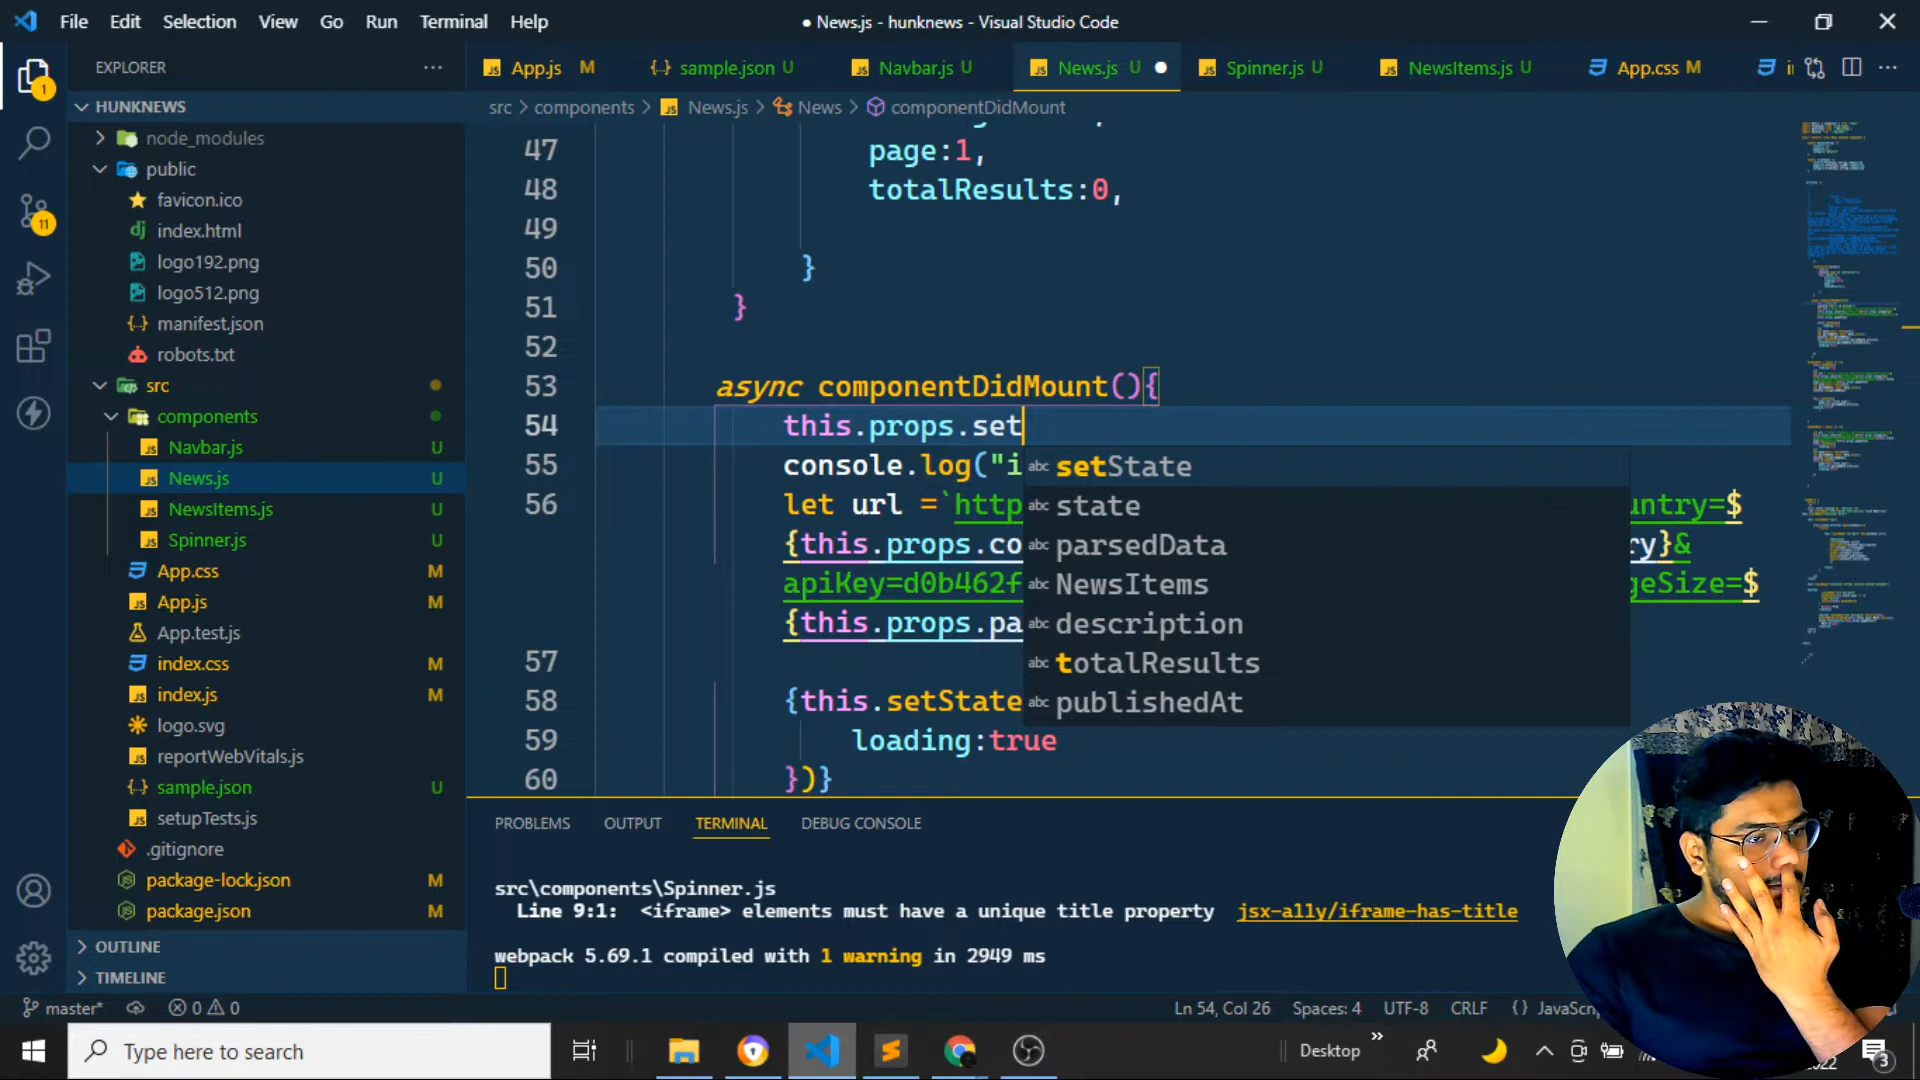 File Edit Selection View Go Run Terminal Help
● News.js - hunknews - Visual Studio Code
EXPLORER
App.js M
sample.json U
Navbar.js U
News.js U
Spinner.js U
NewsItems.js U
App.css M
HUNKNEWS
src > components > News.js > News > componentDidMount
node_modules
public
favicon.ico
index.html
logo192.png
logo512.png
manifest.json
robots.txt
src
components
Navbar.js U
News.js U
NewsItems.js U
Spinner.js U
App.css M
App.js M
App.test.js
index.css M
index.js M
logo.svg
reportWebVitals.js
sample.json U
setupTests.js
.gitignore
package-lock.json M
package.json M
OUTLINE
TIMELINE
1
11
47 page:1,
48 totalResults:0,
49
50 }
51 }
52
53 async componentDidMount(){
54 this.props.set
55 console.log("i
56 let url =`http untry=$
{this.props.co ry}&
apiKey=d0b462f geSize=$
{this.props.pa
57
58 {this.setState
59 loading:true
60 })}
abc setState
abc state
abc parsedData
abc NewsItems
abc description
abc totalResults
abc publishedAt
PROBLEMS OUTPUT TERMINAL DEBUG CONSOLE
src\components\Spinner.js
Line 9:1: <iframe> elements must have a unique title property jsx-a11y/iframe-has-title
webpack 5.69.1 compiled with 1 warning in 2949 ms
master* 0 0
Ln 54, Col 26 Spaces: 4 UTF-8 CRLF {}
Type here to search
Desktop
3